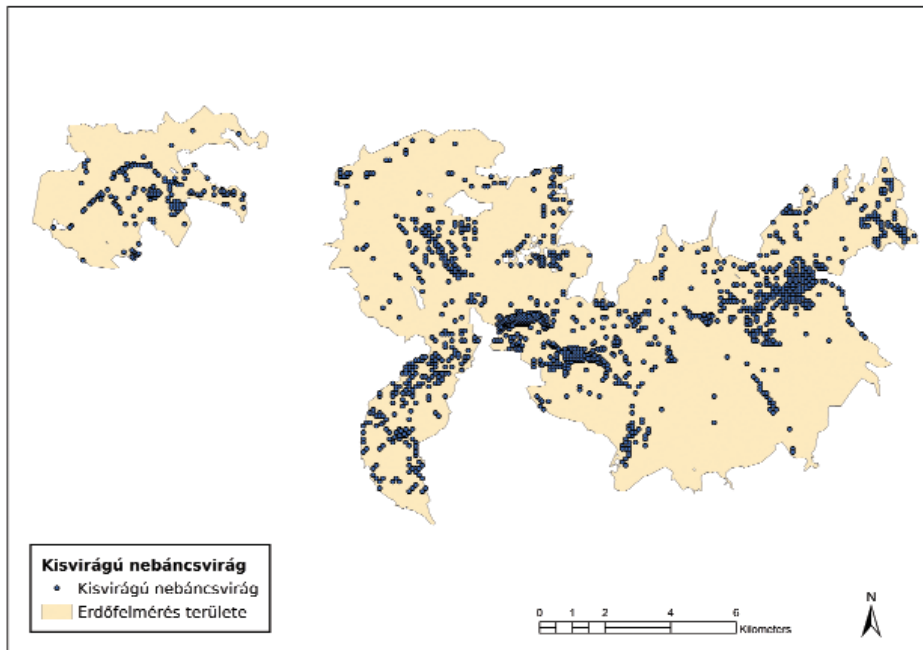 Kisvirágú nebáncsvirág
Kisvirágú nebáncsvirág
Erdőfelmérés területe
0 1 2 4 6
Kilometers
N